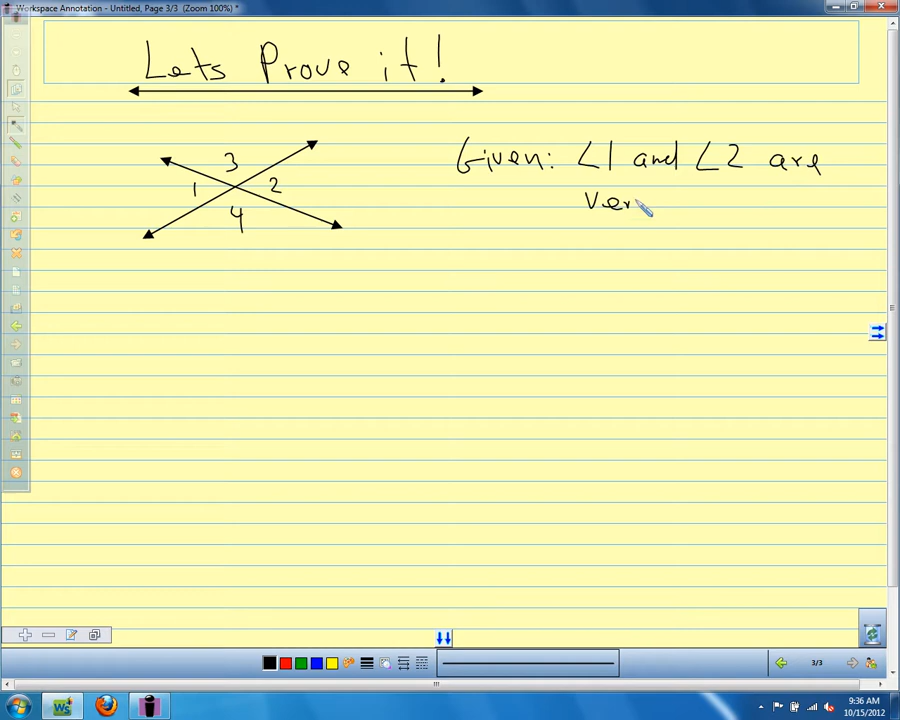 Workspace Annotation - Untitled, Page 3/3 (Zoom 100%) *
Lets Prove it!
3
1
2
4
Given: ∠1 and ∠2 are
Ver
3/3
9:36 AM
10/15/2012